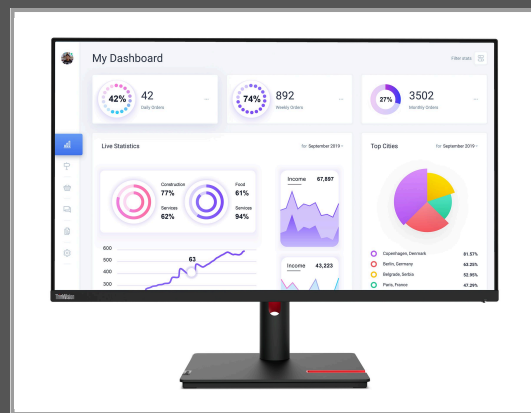 My Dashboard
Filter stats
42%
42
Daily Orders
74%
892
Weekly Orders
27%
3502
Monthly Orders
Live Statistics
for September 2019
Top Cities
for September 2019
Construction
77%
Services
62%
Food
61%
Services
94%
Income 67,897
600
500
400
300
63
Income 43,223
Copenhagen, Denmark 81.57%
Berlin, Germany 63.25%
Belgrade, Serbia 52.95%
Paris, France 47.29%
ThinkVision